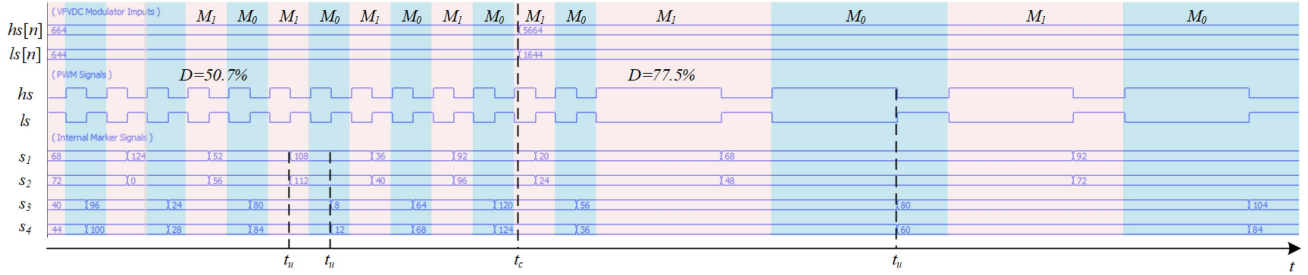 ( VFVDC Modulator Imputs ) M1 M0 M1 M0 M1 M0 M1 M0 M1 M0 M1 M0 M1 M0
hs[n] 664 5664
ls[n] 644 1644
( PWM Signals ) D=50.7% D=77.5%
hs
ls
( Internal Marker Signals )
s1 68 124 52 108 36 92 20 68 92
s2 72 0 56 112 40 96 24 48 72
s3 40 96 24 80 8 64 120 56 80 104
s4 44 100 28 84 12 68 124 36 60 84
tu tu tc tu t